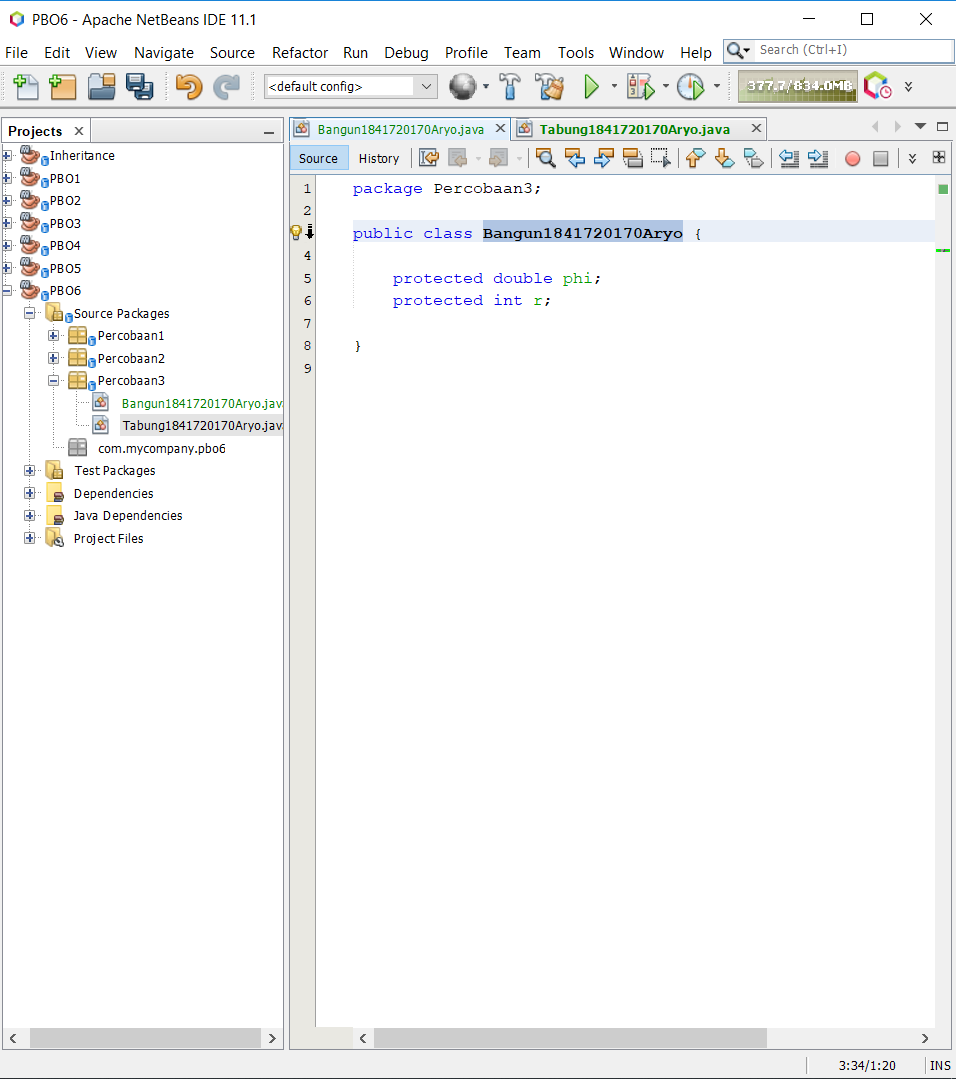 PBO6 - Apache NetBeans IDE 11.1
File Edit View Navigate Source Refactor Run Debug Profile Team Tools Window Help Search (Ctrl+I)
<default config> 377.7/834.0MB
Projects
Inheritance
PBO1
PBO2
PBO3
PBO4
PBO5
PBO6
Source Packages
Percobaan1
Percobaan2
Percobaan3
Bangun1841720170Aryo.jav
Tabung1841720170Aryo.jav
com.mycompany.pbo6
Test Packages
Dependencies
Java Dependencies
Project Files
Bangun1841720170Aryo.java Tabung1841720170Aryo.java
Source History
1 package Percobaan3;
2
public class Bangun1841720170Aryo {
4
5 protected double phi;
6 protected int r;
7
8 }
9
3:34/1:20 INS